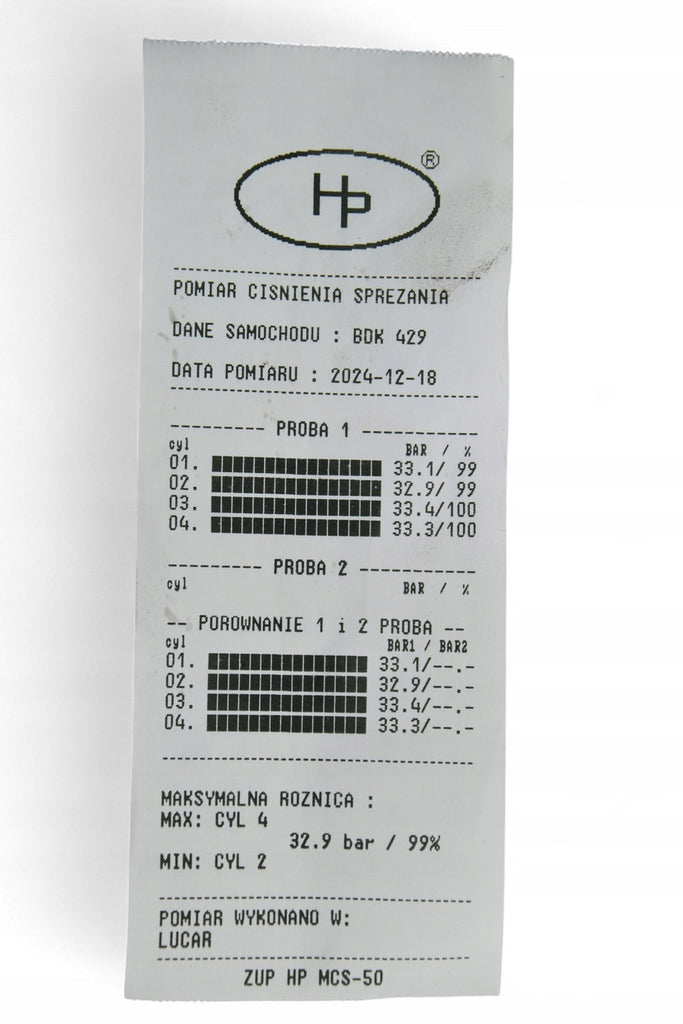 HP ®
POMIAR CISNIENIA SPREZANIA
DANE SAMOCHODU : BDK 429
DATA POMIARU : 2024-12-18
PROBA 1
cyl BAR / %
01. 33.1/ 99
02. 32.9/ 99
03. 33.4/100
04. 33.3/100
PROBA 2
cyl BAR / %
-- POROWNANIE 1 i 2 PROBA --
cyl BAR1 / BAR2
01. 33.1/--.-
02. 32.9/--.-
03. 33.4/--.-
04. 33.3/--.-
MAKSYMALNA ROZNICA :
MAX: CYL 4
32.9 bar / 99%
MIN: CYL 2
POMIAR WYKONANO W:
LUCAR
ZUP HP MCS-50